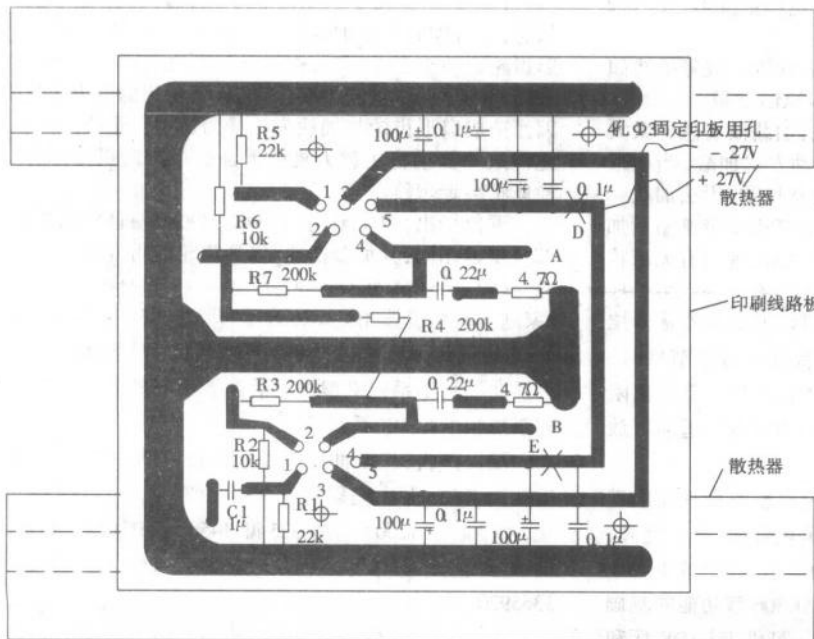 R5
22k
100μ
0. 1μ
4孔Φ3固定印板用孔
- 27V
+ 27V
100μ
0. 1μ
散热器
1
3
5
R6
10k
2
4
D
A
R7
200k
0. 22μ
4. 7Ω
R4 200k
印刷线路板
R3
200k
0. 22μ
4. 7Ω
B
R2
10k
2
4
E
1
5
3
散热器
C1
1μ
R1
22k
100μ
0. 1μ
100μ
0. 1μ